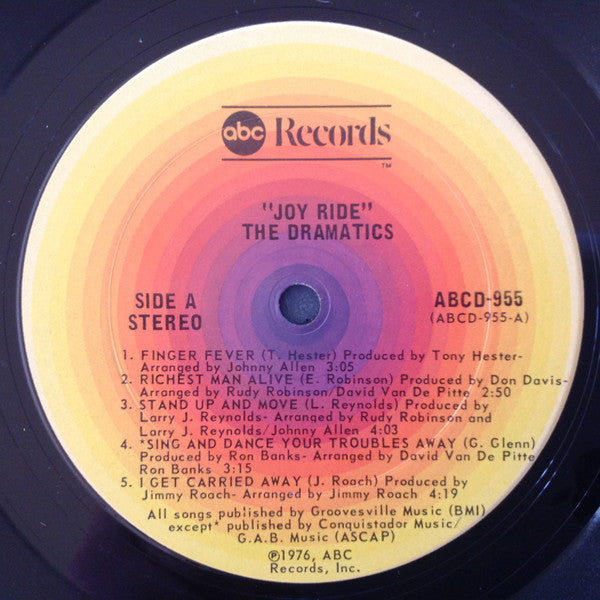 abc Records
TM
"JOY RIDE"
THE DRAMATICS
SIDE A
STEREO
ABCD-955
(ABCD-955-A)
1. FINGER FEVER (T. Hester) Produced by Tony Hester-
Arranged by Johnny Allen 3:05
2. RICHEST MAN ALIVE (E. Robinson) Produced by Don Davis-
Arranged by Rudy Robinson/David Van De Pitte 2:50
3. STAND UP AND MOVE (L. Reynolds) Produced by
Larry J. Reynolds- Arranged by Rudy Robinson and
Larry J. Reynolds/Johnny Allen 4:03
4. *SING AND DANCE YOUR TROUBLES AWAY (G. Glenn)
Produced by Ron Banks- Arranged by David Van De Pitte
Ron Banks 3:15
5. I GET CARRIED AWAY (J. Roach) Produced by
Jimmy Roach- Arranged by Jimmy Roach 4:19
All songs published by Groovesville Music (BMI)
except* published by Conquistador Music/
G.A.B. Music (ASCAP)
℗1976, ABC
Records, Inc.